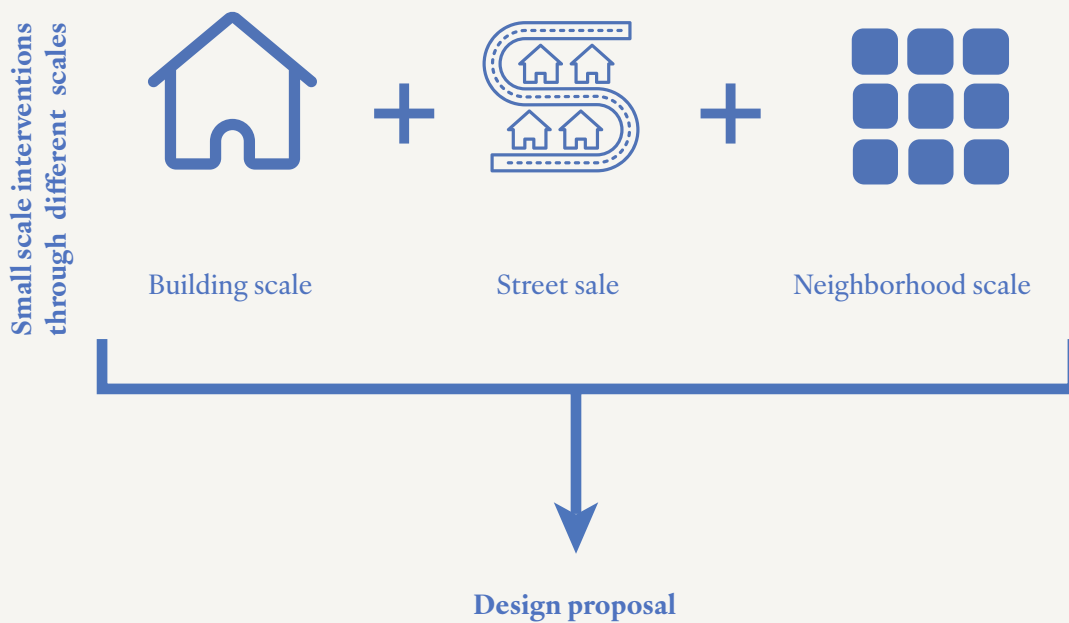 Small scale interventions
through different scales
Building scale
Street sale
Neighborhood scale
Design proposal